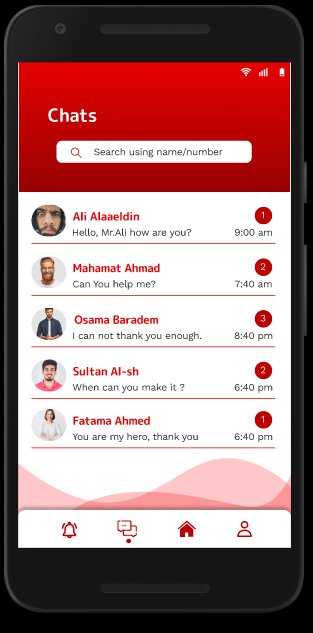 Chats
Search using name/number
Ali Alaaeldin 1
Hello, Mr.Ali how are you? 9:00 am
Mahamat Ahmad 2
Can You help me? 7:40 am
Osama Baradem 3
I can not thank you enough. 8:40 pm
Sultan Al-sh 2
When can you make it ? 6:40 pm
Fatama Ahmed 1
You are my hero, thank you 6:40 pm